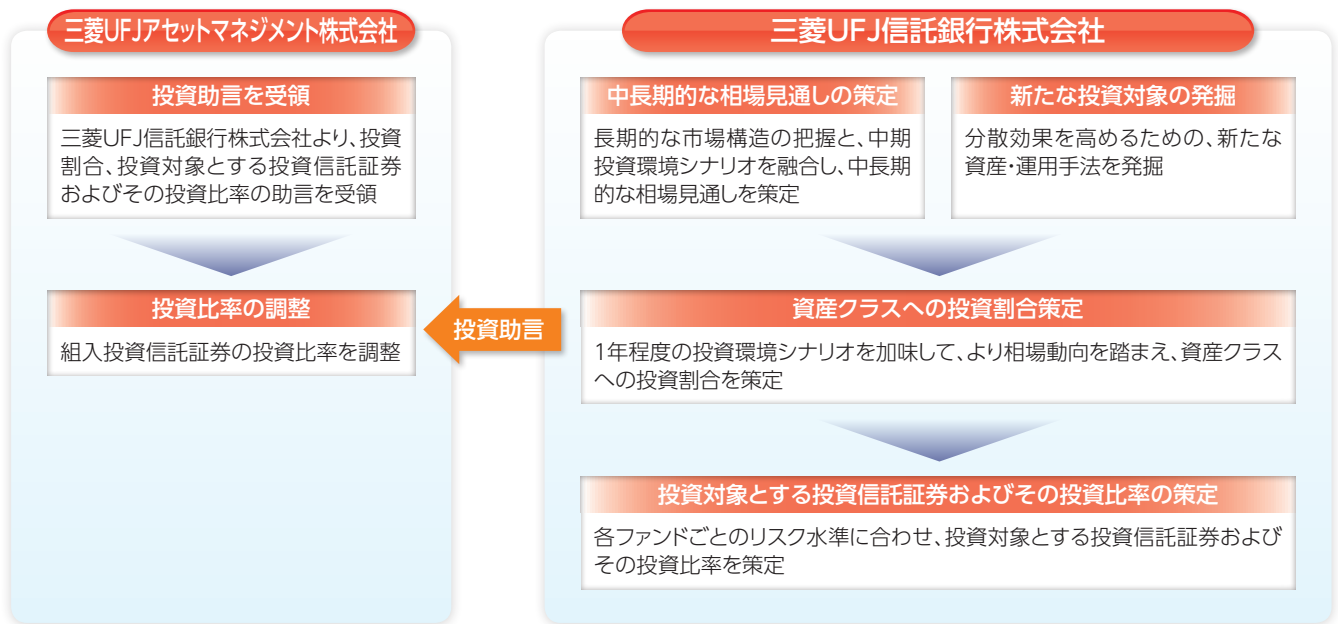 三菱UFJアセットマネジメント株式会社
投資助言を受領
三菱UFJ信託銀行株式会社より、投資
割合、投資対象とする投資信託証券
およびその投資比率の助言を受領
投資比率の調整
組入投資信託証券の投資比率を調整
投資助言
三菱UFJ信託銀行株式会社
中長期的な相場見通しの策定
長期的な市場構造の把握と、中期
投資環境シナリオを融合し、中長期
的な相場見通しを策定
新たな投資対象の発掘
分散効果を高めるための、新たな
資産・運用手法を発掘
資産クラスへの投資割合策定
1年程度の投資環境シナリオを加味して、より相場動向を踏まえ、資産クラス
への投資割合を策定
投資対象とする投資信託証券およびその投資比率の策定
各ファンドごとのリスク水準に合わせ、投資対象とする投資信託証券および
その投資比率を策定